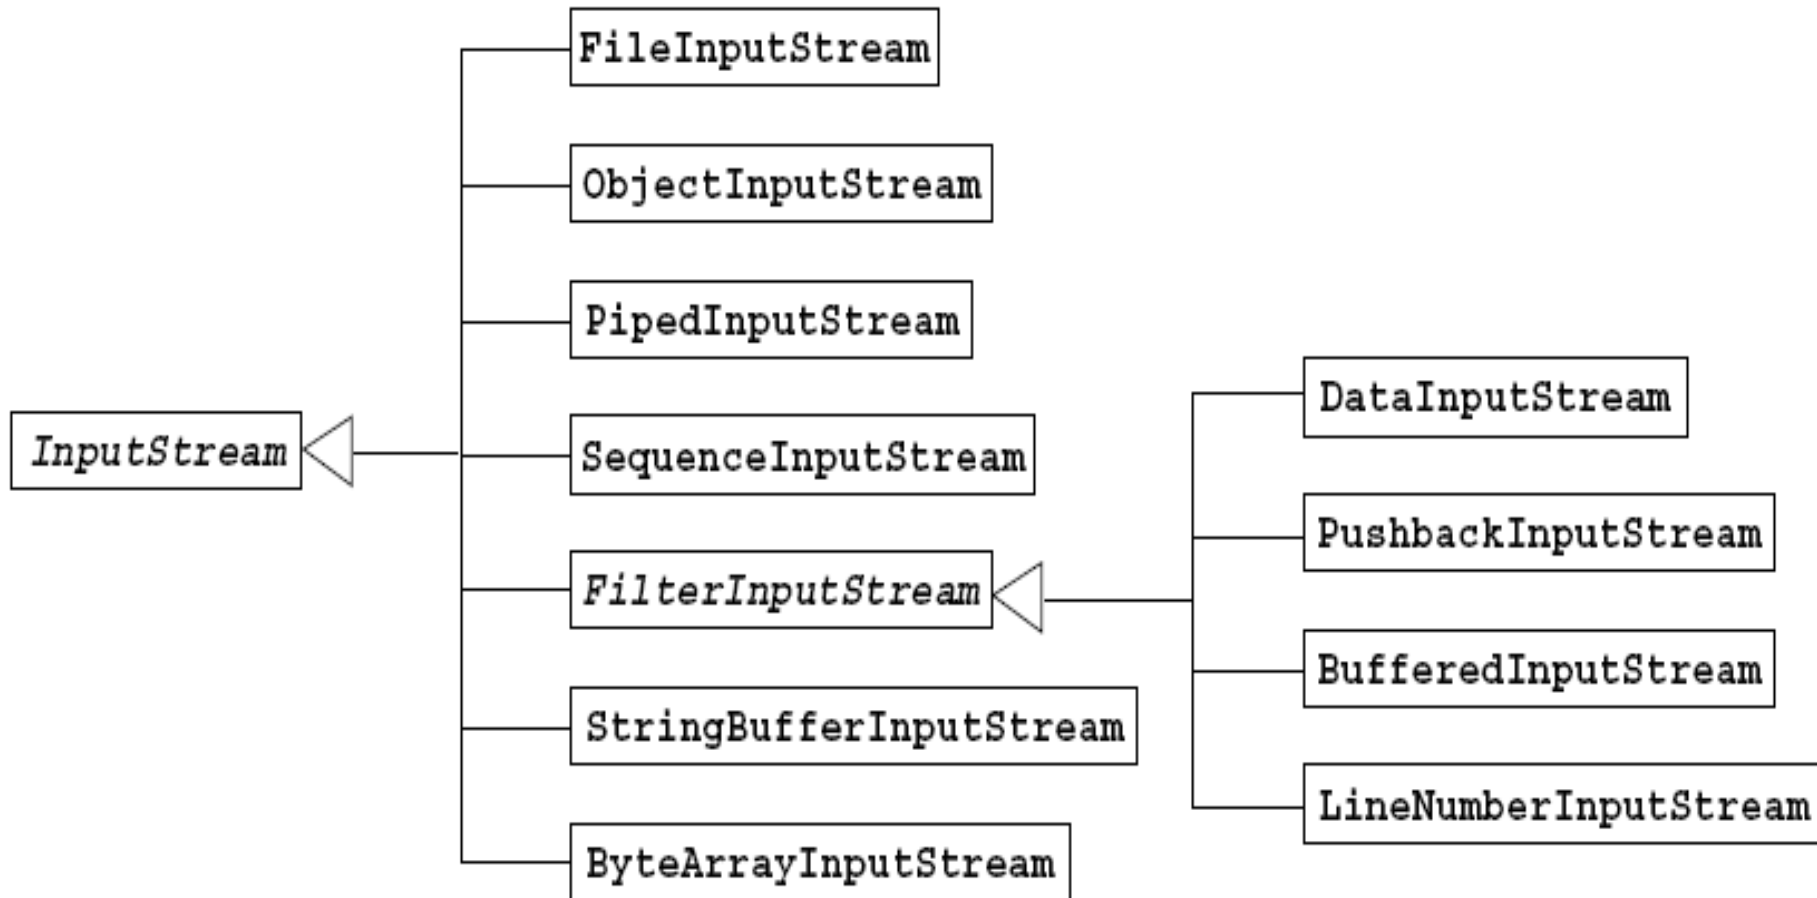 FileInputStream
ObjectInputStream
PipedInputStream
InputStream
SequenceInputStream
FilterInputStream
StringBufferInputStream
ByteArrayInputStream
DataInputStream
PushbackInputStream
BufferedInputStream
LineNumberInputStream